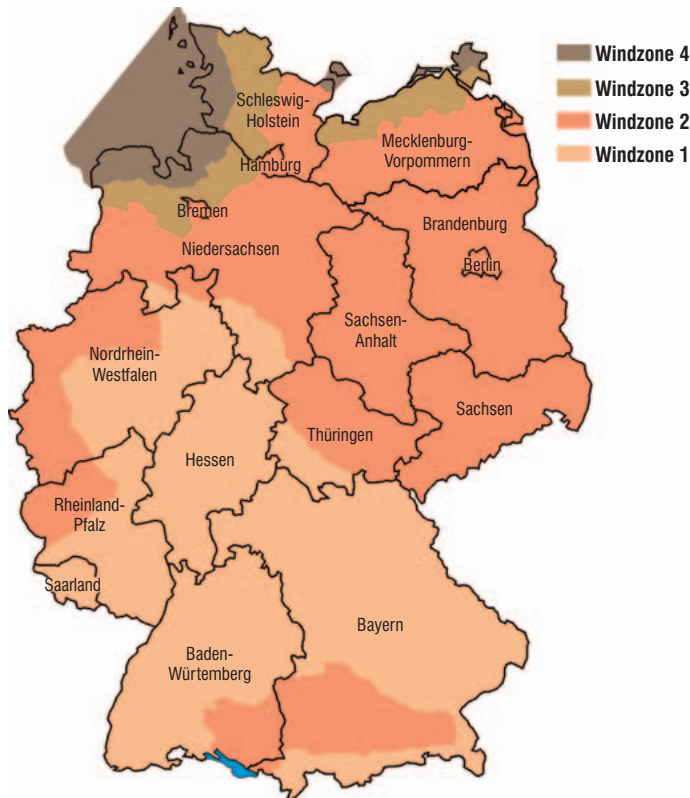 Windzone 4
Windzone 3
Windzone 2
Windzone 1
Schleswig-
Holstein
Mecklenburg-
Vorpommern
Hamburg
Bremen
Niedersachsen
Brandenburg
Berlin
Sachsen-
Anhalt
Nordrhein-
Westfalen
Sachsen
Thüringen
Hessen
Rheinland-
Pfalz
Saarland
Bayern
Baden-
Würtemberg